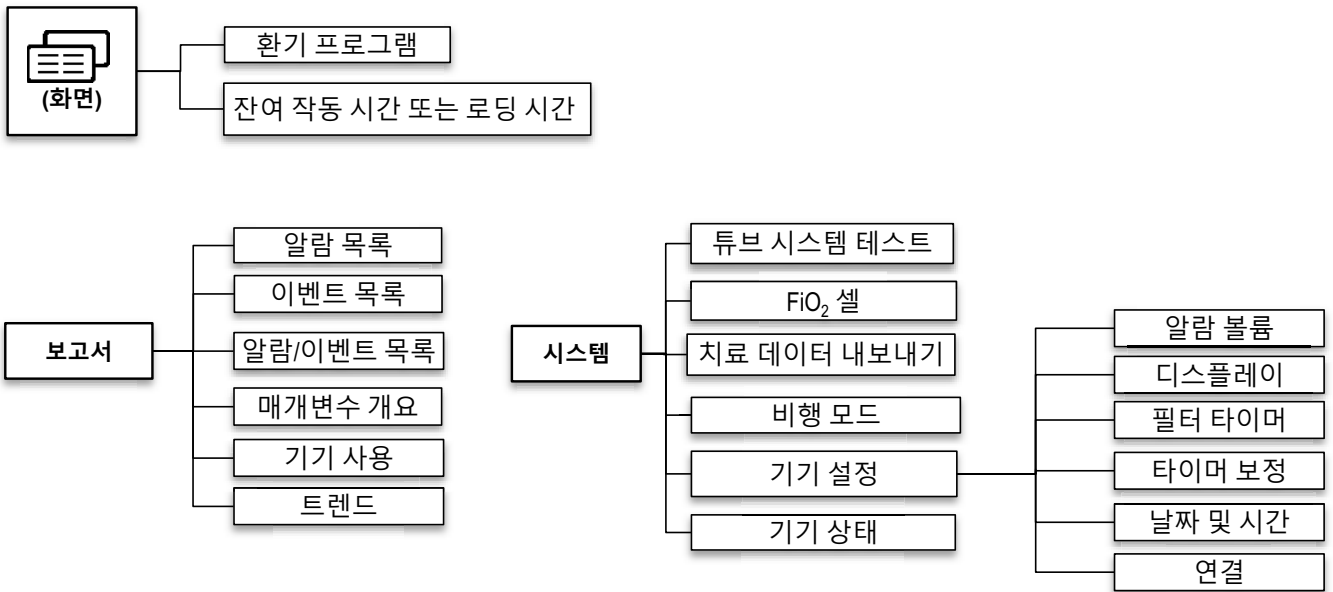 (화면)
환기 프로그램
잔여 작동 시간 또는 로딩 시간
보고서
알람 목록
이벤트 목록
알람/이벤트 목록
매개변수 개요
기기 사용
트렌드
시스템
튜브 시스템 테스트
FiO₂ 셀
치료 데이터 내보내기
비행 모드
기기 설정
기기 상태
알람 볼륨
디스플레이
필터 타이머
타이머 보정
날짜 및 시간
연결